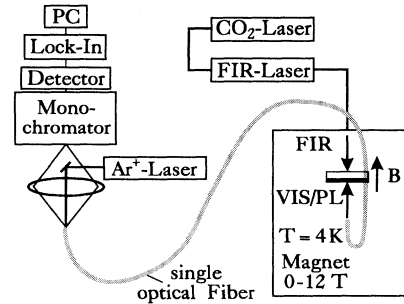 PC
Lock-In
Detector
Mono-
chromator
Ar⁺-Laser
CO₂-Laser
FIR-Laser
FIR
B
VIS/PL
T=4K
Magnet
0-12 T
single
optical Fiber